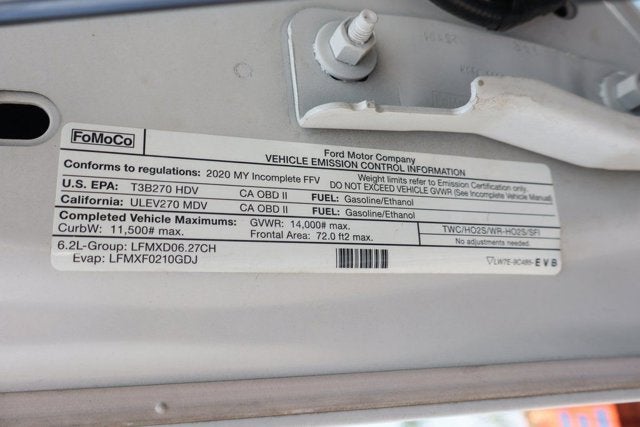 FoMoCo
Ford Motor Company
VEHICLE EMISSION CONTROL INFORMATION
Conforms to regulations: 2020 MY Incomplete FFV
Weight limits refer to Emission Certification only.
DO NOT EXCEED VEHICLE GVWR (See Incomplete Vehicle Manual)
U.S. EPA: T3B270 HDV CA OBD II FUEL: Gasoline/Ethanol
California: ULEV270 MDV CA OBD II FUEL: Gasoline/Ethanol
Completed Vehicle Maximums: GVWR: 14,000# max.
CurbW: 11,500# max. Frontal Area: 72.0 ft2 max.
TWC/HO2S/WR-HO2S/SFI
6.2L-Group: LFMXD06.27CH
Evap: LFMXF0210GDJ
LW7E-9C485- EVB